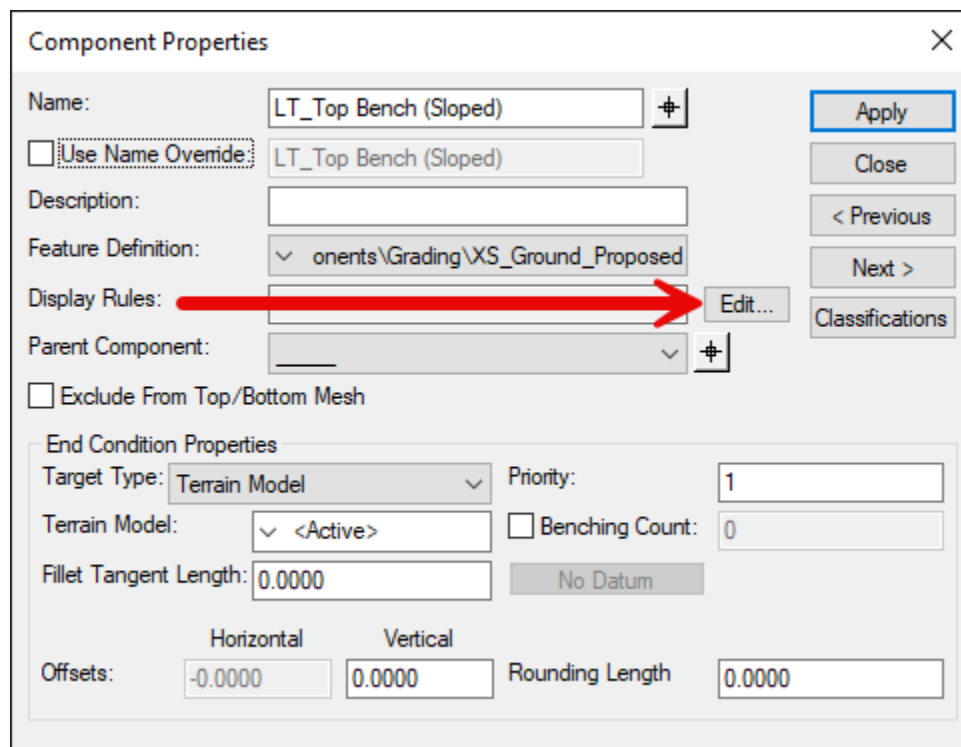 Component Properties
Name: LT_Top Bench (Sloped) Apply
Use Name Override: LT_Top Bench (Sloped) Close
Description: < Previous
Feature Definition: onents\Grading\XS_Ground_Proposed Next >
Display Rules: Edit... Classifications
Parent Component:
Exclude From Top/Bottom Mesh
End Condition Properties
Target Type: Terrain Model Priority: 1
Terrain Model: <Active> Benching Count: 0
Fillet Tangent Length: 0.0000 No Datum
Horizontal Vertical
Offsets: -0.0000 0.0000 Rounding Length 0.0000